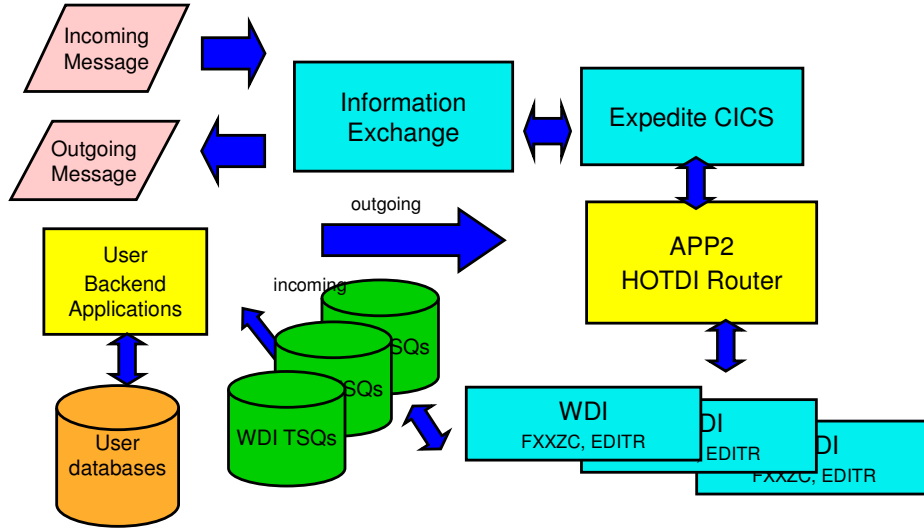 Incoming
Message
Information
Exchange
Expedite CICS
Outgoing
Message
outgoing
User
Backend
Applications
APP2
HOTDI Router
incoming
SQs
SQs
WDI TSQs
WDI
FXXZC, EDITR
DI
, EDITR
DI
FXXZC, EDITR
User
databases